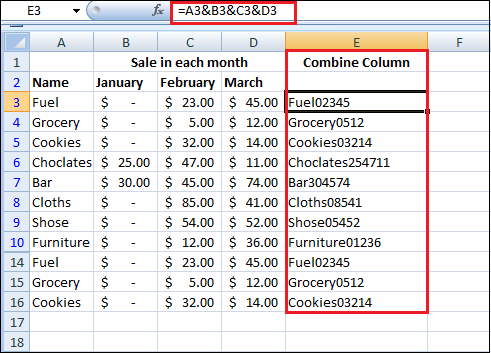 E3 fx =A3&B3&C3&D3
A B C D E F
1 Sale in each month Combine Column
2 Name January February March
3 Fuel $ - $ 23.00 $ 45.00 Fuel02345
4 Grocery $ - $ 5.00 $ 12.00 Grocery0512
5 Cookies $ - $ 32.00 $ 14.00 Cookies03214
6 Choclates $ 25.00 $ 47.00 $ 11.00 Choclates254711
7 Bar $ 30.00 $ 45.00 $ 74.00 Bar304574
8 Cloths $ - $ 85.00 $ 41.00 Cloths08541
9 Shose $ - $ 54.00 $ 52.00 Shose05452
10 Furniture $ - $ 12.00 $ 36.00 Furniture01236
14 Fuel $ - $ 23.00 $ 45.00 Fuel02345
15 Grocery $ - $ 5.00 $ 12.00 Grocery0512
16 Cookies $ - $ 32.00 $ 14.00 Cookies03214
17
18